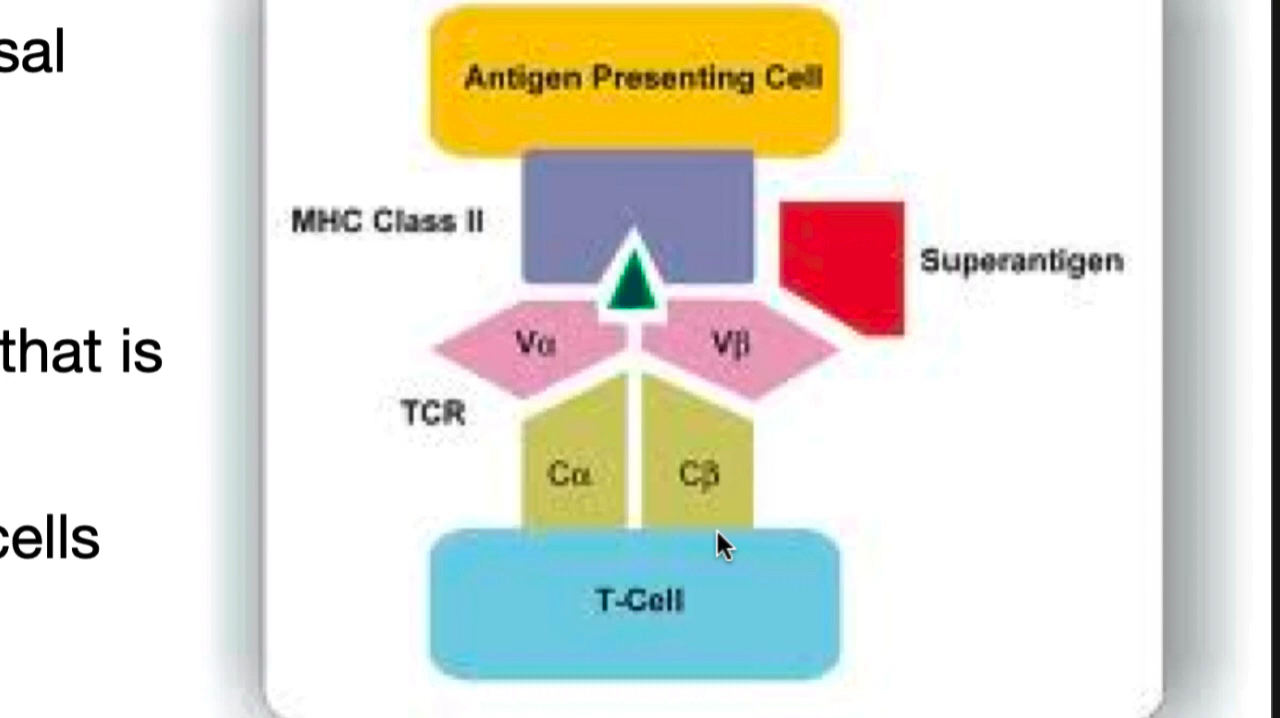 sal
that is
cells
Antigen Presenting Cell
MHC Class II
Superantigen
Vα
Vβ
TCR
Cα
Cβ
T-Cell